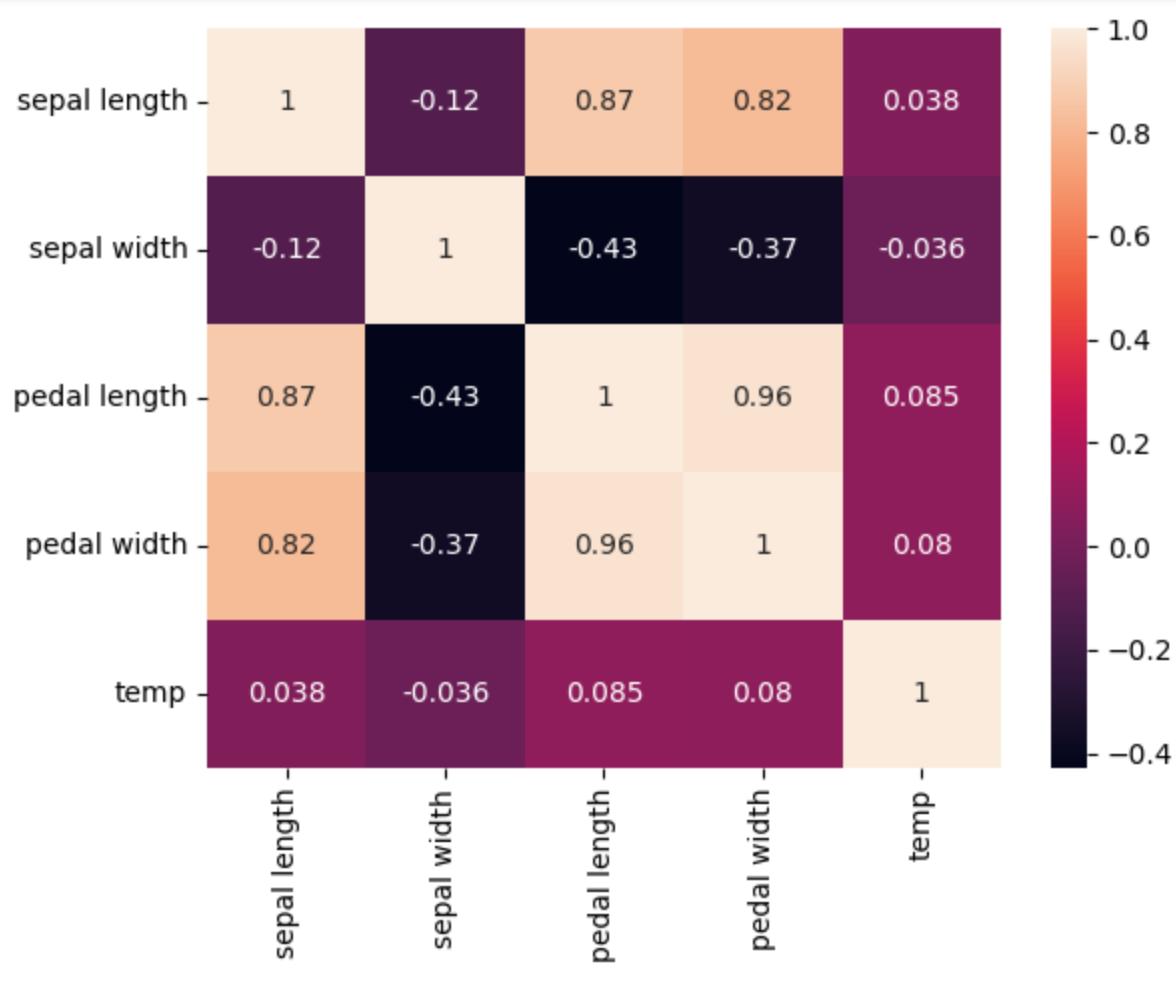 sepal length 1 -0.12 0.87 0.82 0.038
sepal width -0.12 1 -0.43 -0.37 -0.036
pedal length 0.87 -0.43 1 0.96 0.085
pedal width 0.82 -0.37 0.96 1 0.08
temp 0.038 -0.036 0.085 0.08 1
sepal length
sepal width
pedal length
pedal width
temp
1.0
0.8
0.6
0.4
0.2
0.0
−0.2
−0.4